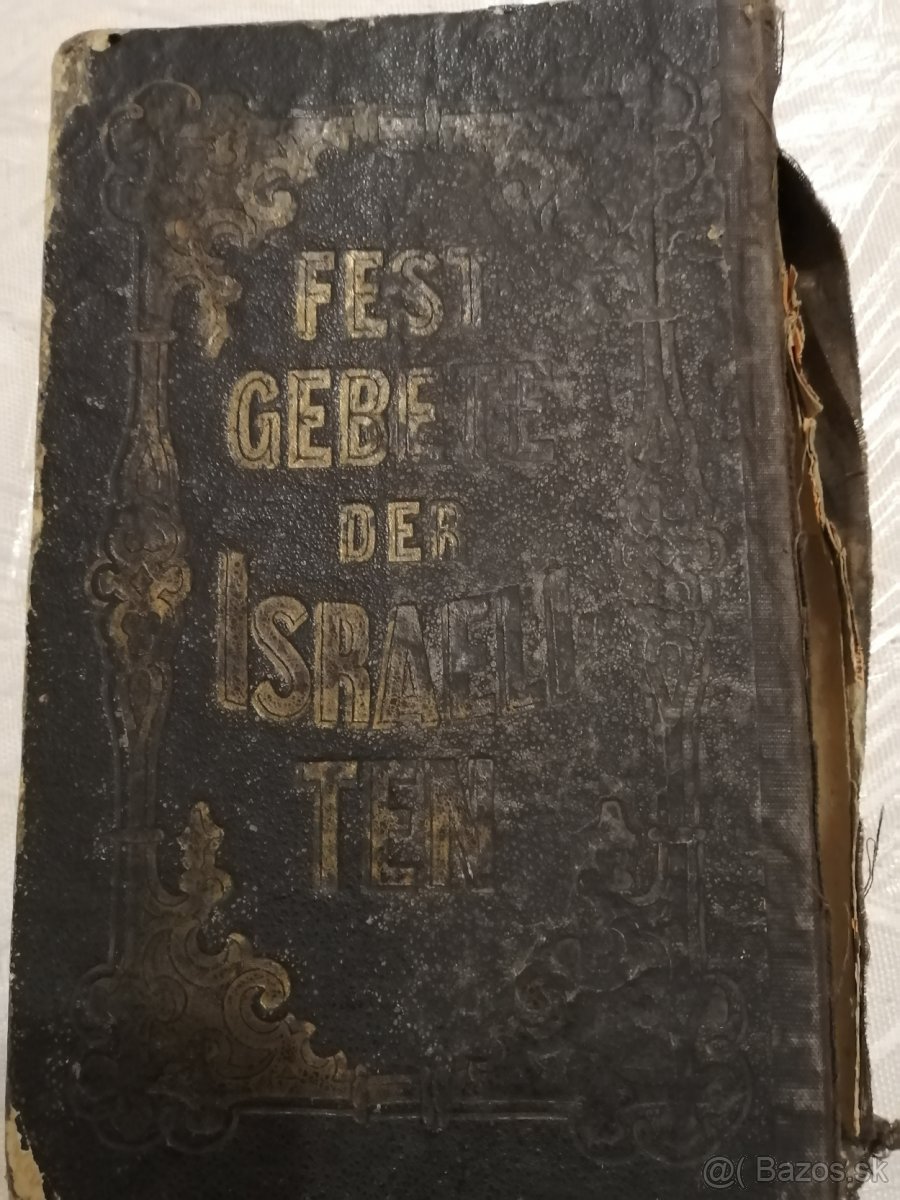 FEST
GEBETE
DER
ISRAELI
TEN
@( Bazos.sk